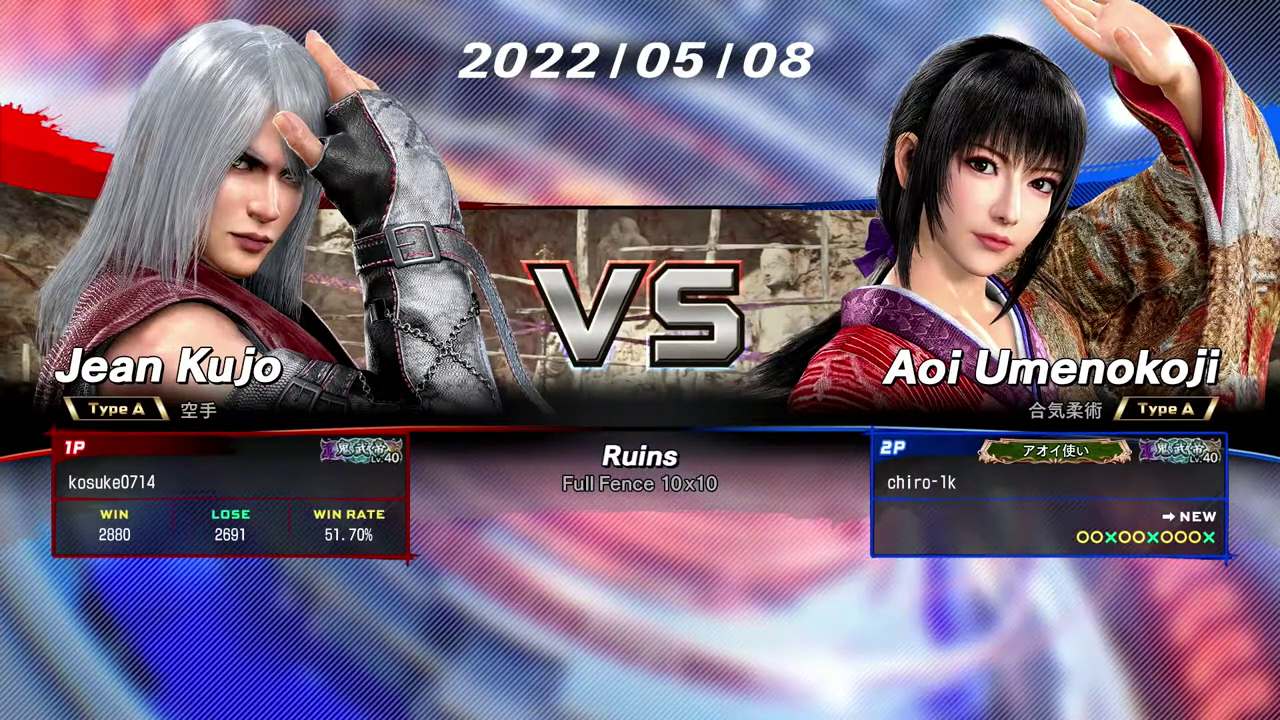 2022/05/08
VS
Jean Kujo
Type A 空手
Aoi Umenokoji
合気柔術 Type A
1P 鬼武帝 Lv.40
kosuke0714
WIN LOSE WIN RATE
2880 2691 51.70%
Ruins
Full Fence 10x10
2P アオイ使い 鬼武帝 Lv.40
chiro-1k
➡ NEW
○○×○○×○○○×